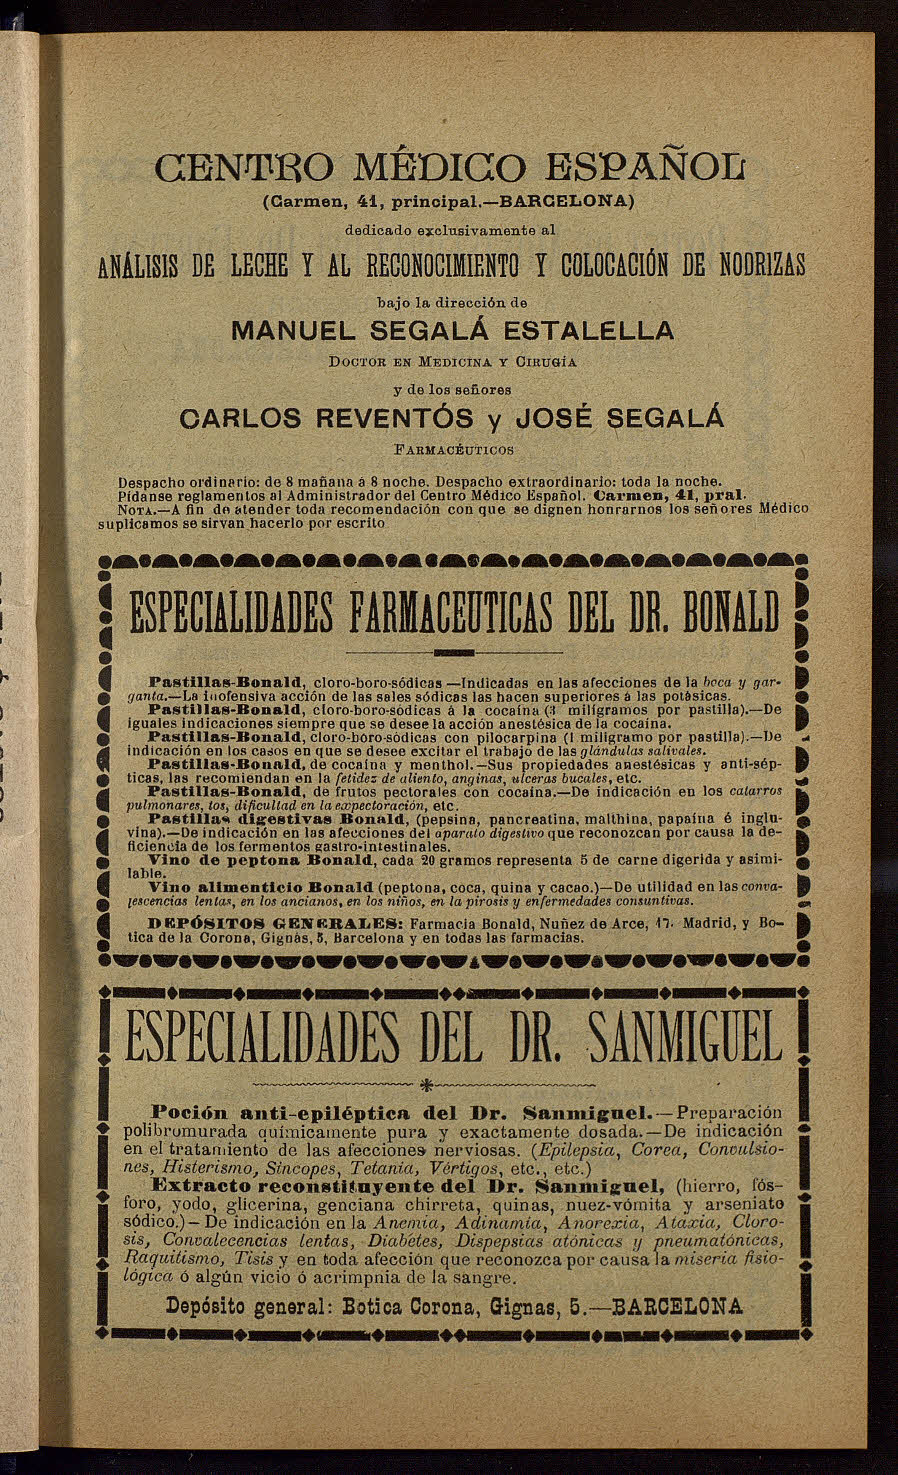 CENTRO MÉDICO ESPAÑOL
(Carmen, 41, principal.—BARCELONA)
dedicado exclusivamente al
ANÁLISIS DE LECHE Y AL RECONOCIMIENTO Y COLOCACIÓN DE NODRIZAS
bajo la dirección de
MANUEL SEGALÁ ESTALELLA
DOCTOR EN MEDICINA Y CIRUGÍA
y de los señores
CARLOS REVENTÓS y JOSÉ SEGALÁ
FARMACÉUTICOS
Despacho ordinario: de 8 mañana á 8 noche. Despacho extraordinario: toda la noche.
Pídanse reglamentos al Administrador del Centro Médico Español. Carmen, 41, pral.
NOTA.—A fin de atender toda recomendación con que se dignen honrarnos los señores Médico
suplicamos se sirvan hacerlo por escrito
ESPECIALIDADES FARMACEUTICAS DEL DR. BONALD
Pastillas-Bonald, cloro-boro-sódicas—Indicadas en las afecciones de la boca y gar-
ganta.—La inofensiva acción de las sales sódicas las hacen superiores á las potásicas.
Pastillas-Bonald, cloro-boro-sódicas á la cocaína (3 miligramos por pastilla).—De
iguales indicaciones siempre que se desee la acción anestésica de la cocaina.
Pastillas-Bonald, cloro-boro-sódicas con pilocarpina (1 miligramo por pastilla).—De
indicación en los casos en que se desee excitar el trabajo de las glándulas salivales.
Pastillas-Bonald, de cocaína y menthol.—Sus propiedades anestésicas y anti-sép-
ticas, las recomiendan en la fetidez de aliento, anginas, ulceras bucales, etc.
Pastillas-Bonald, de frutos pectorales con cocaína.—De indicación en los catarros
pulmonares, tos, dificultad en la expectoración, etc.
Pastillas digestivas Bonald, (pepsina, pancreatina, malthina, papaina é inglu-
vina).—De indicación en las afecciones del aparato digestivo que reconozcan por causa la de-
ficiencia de los fermentos gastro-intestinales.
Vino de peptona Bonald, cada 20 gramos representa 5 de carne digerida y asimi-
lable.
Vino alimenticio Bonald (peptona, coca, quina y cacao.)—De utilidad en las conva-
lescencias lentas, en los ancianos, en los niños, en la pirosis y enfermedades consuntivas.
DEPÓSITOS GENERALES: Farmacia Bonald, Nuñez de Arce, 17. Madrid, y Bo-
tica de la Corona, Gignás, 5, Barcelona y en todas las farmacias.
ESPECIALIDADES DEL DR. SANMIGUEL
Poción anti-epiléptica del Dr. Sanmiguel.—Preparación
polibromurada quimicamente pura y exactamente dosada.—De indicación
en el tratamiento de las afecciones nerviosas. (Epilepsia, Corea, Convulsio-
nes, Histerismo, Sincopes, Tetania, Vértigos, etc., etc.)
Extracto reconstituyente del Dr. Sanmiguel, (hierro, fós-
foro, yodo, glicerina, genciana chirreta, quinas, nuez-vómita y arseniato
sódico.)—De indicación en la Anemia, Adinamia, Anorexia, Ataxia, Cloro-
sis, Convalecencias lentas, Diabetes, Dispepsias atónicas y pneumatónicas,
Raquitismo, Tisis y en toda afección que reconozca por causa la miseria fisio-
lógica ó algún vicio ó acrimpnia de la sangre.
Depósito general: Botica Corona, Gignas, 5.—BARCELONA